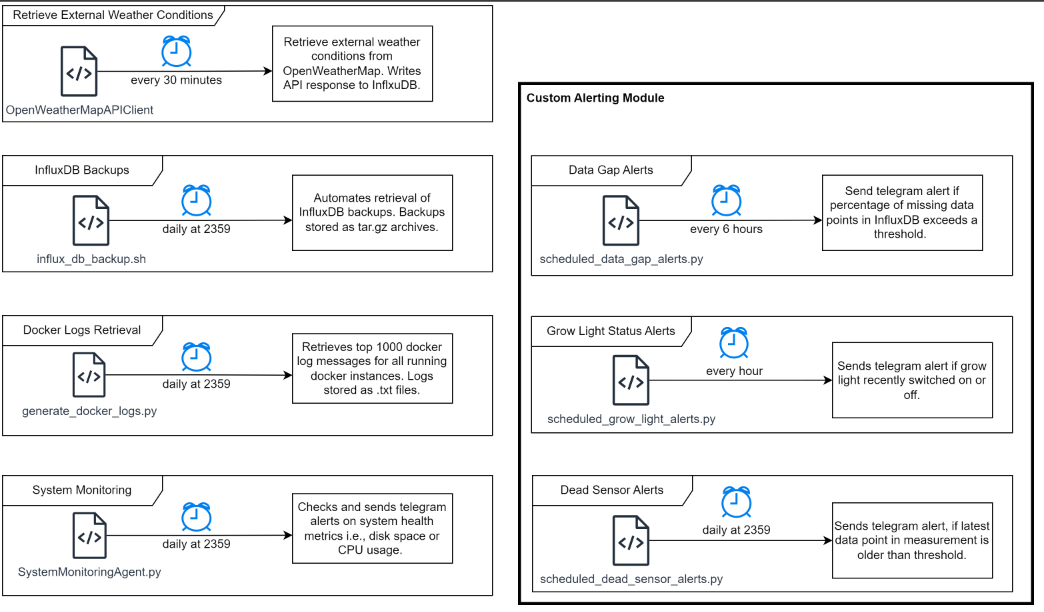 Retrieve External Weather Conditions
every 30 minutes
OpenWeatherMapAPIClient
Retrieve external weather
conditions from
OpenWeatherMap. Writes
API response to InflxuDB.
InfluxDB Backups
daily at 2359
influx_db_backup.sh
Automates retrieval of
InfluxDB backups. Backups
stored as tar.gz archives.
Docker Logs Retrieval
daily at 2359
generate_docker_logs.py
Retrieves top 1000 docker
log messages for all running
docker instances. Logs
stored as .txt files.
System Monitoring
daily at 2359
SystemMonitoringAgent.py
Checks and sends telegram
alerts on system health
metrics i.e., disk space or
CPU usage.
Custom Alerting Module
Data Gap Alerts
every 6 hours
scheduled_data_gap_alerts.py
Send telegram alert if
percentage of missing data
points in InfluxDB exceeds a
threshold.
Grow Light Status Alerts
every hour
scheduled_grow_light_alerts.py
Sends telegram alert if grow
light recently switched on or
off.
Dead Sensor Alerts
daily at 2359
scheduled_dead_sensor_alerts.py
Sends telegram alert, if latest
data point in measurement is
older than threshold.